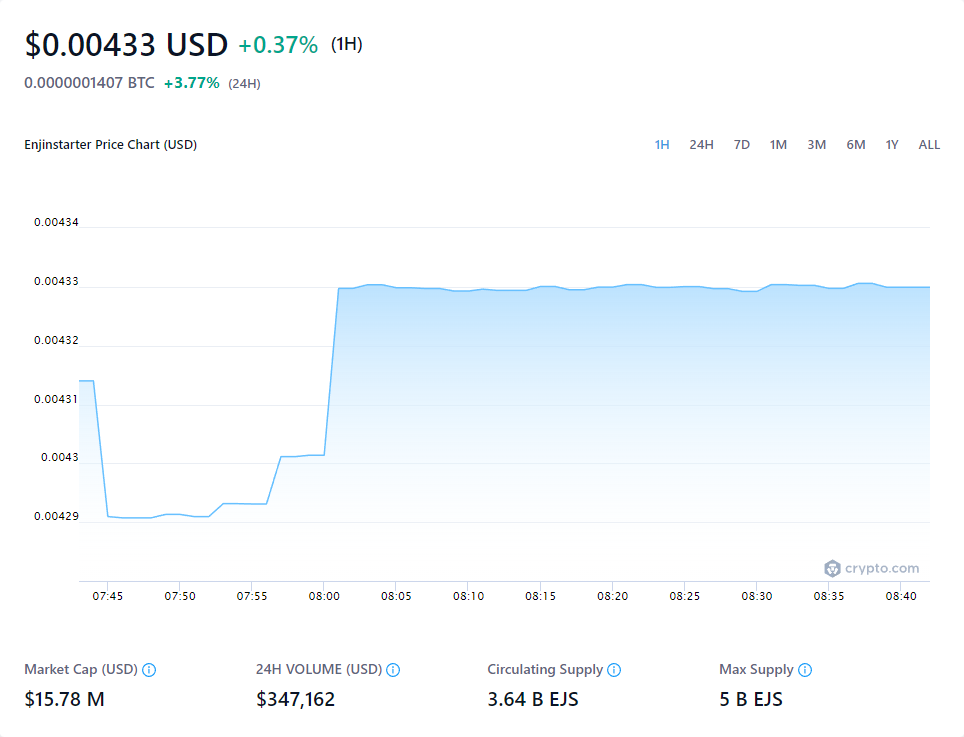 $0.00433 USD +0.37% (1H)
0.0000001407 BTC +3.77% (24H)
Enjinstarter Price Chart (USD) 1H 24H 7D 1M 3M 6M 1Y ALL
0.00434
0.00433
0.00432
0.00431
0.0043
0.00429
crypto.com
07:45 07:50 07:55 08:00 08:05 08:10 08:15 08:20 08:25 08:30 08:35 08:40
Market Cap (USD) 24H VOLUME (USD) Circulating Supply Max Supply
$15.78 M $347,162 3.64 B EJS 5 B EJS